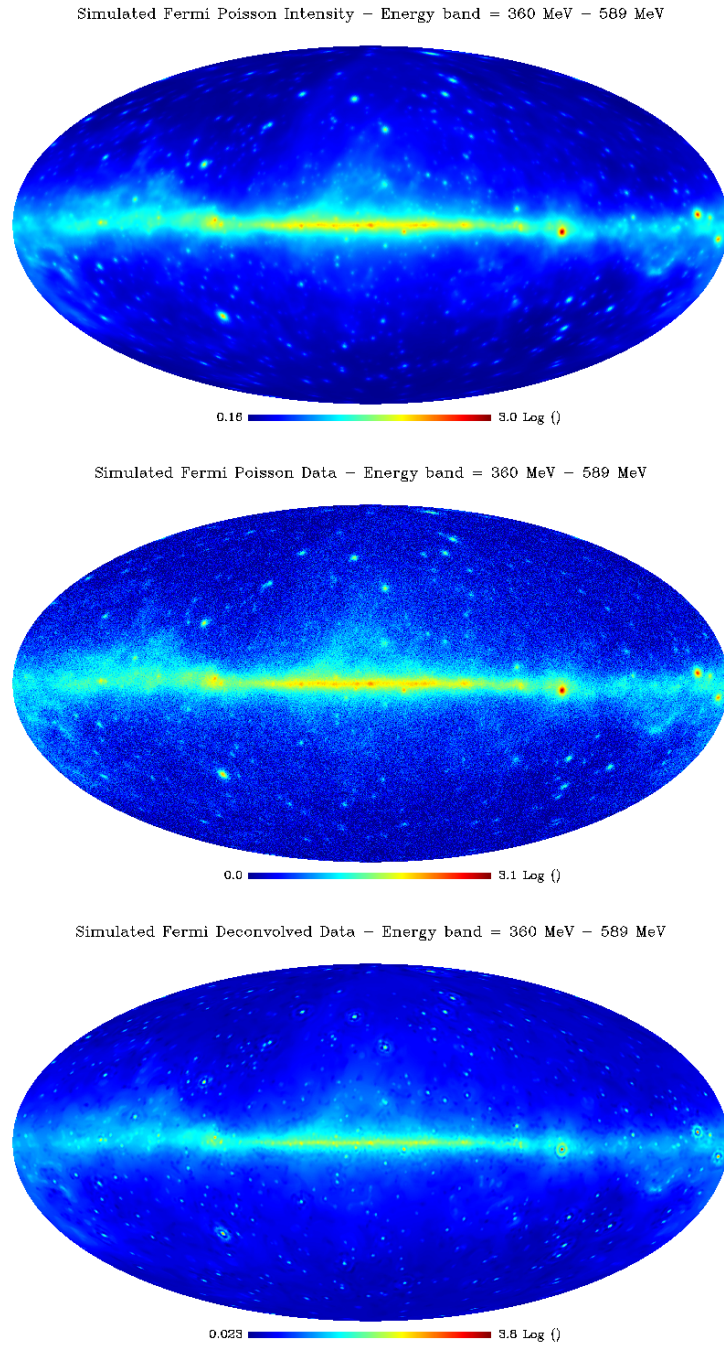 Simulated Fermi Poisson Intensity – Energy band = 360 MeV – 589 MeV
0.16 3.0 Log ()
Simulated Fermi Poisson Data – Energy band = 360 MeV – 589 MeV
0.0 3.1 Log ()
Simulated Fermi Deconvolved Data – Energy band = 360 MeV – 589 MeV
0.023 3.8 Log ()